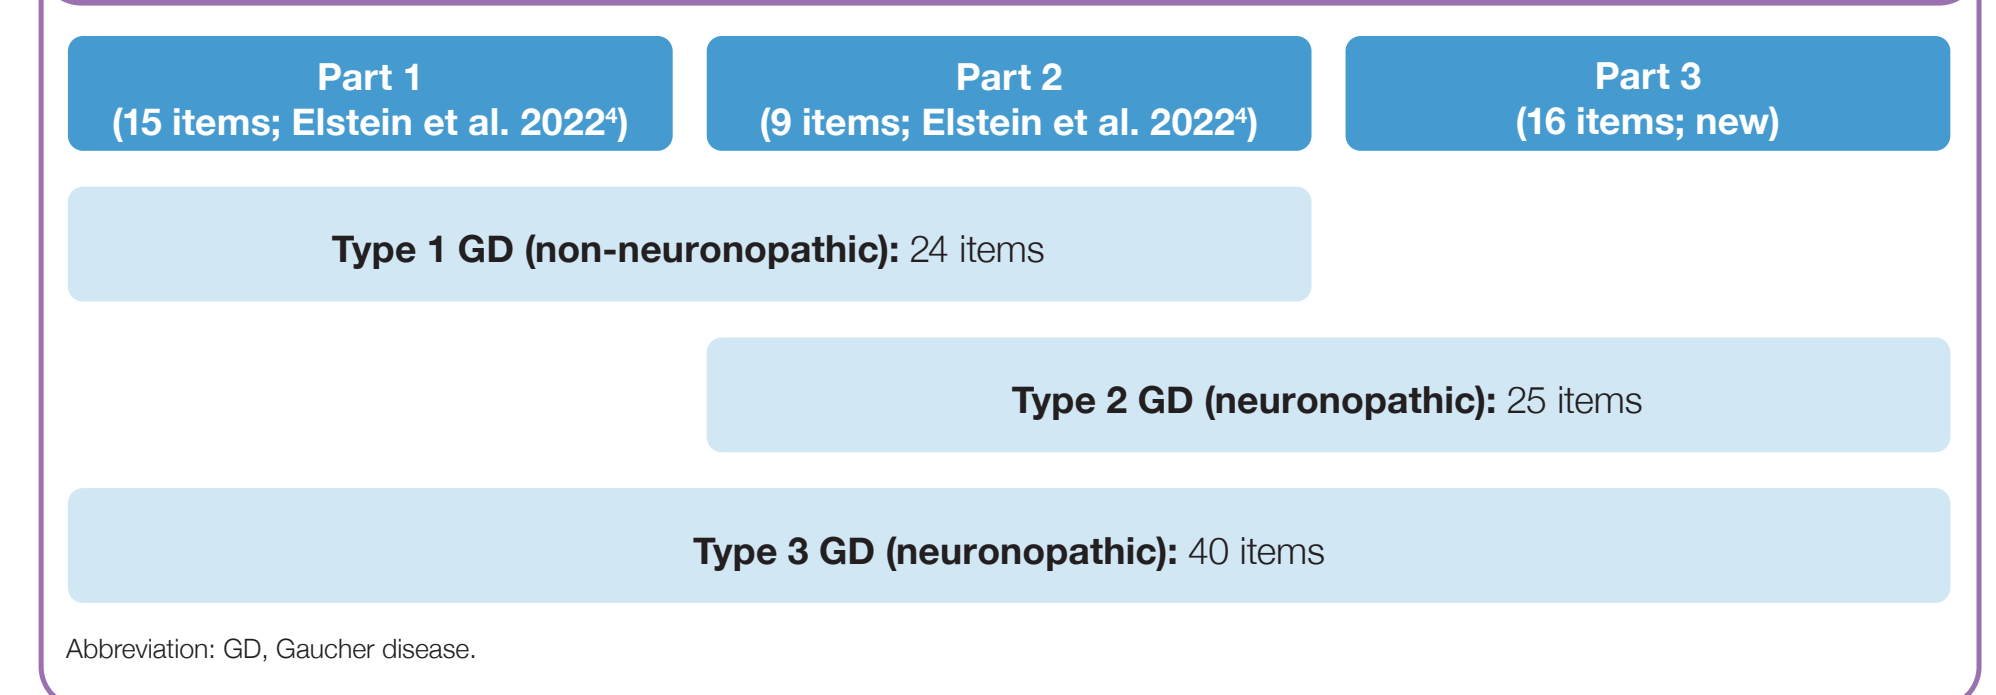 Part 1
(15 items; Elstein et al. 2022⁴)
Part 2
(9 items; Elstein et al. 2022⁴)
Part 3
(16 items; new)
Type 1 GD (non-neuronopathic): 24 items
Type 2 GD (neuronopathic): 25 items
Type 3 GD (neuronopathic): 40 items
Abbreviation: GD, Gaucher disease.